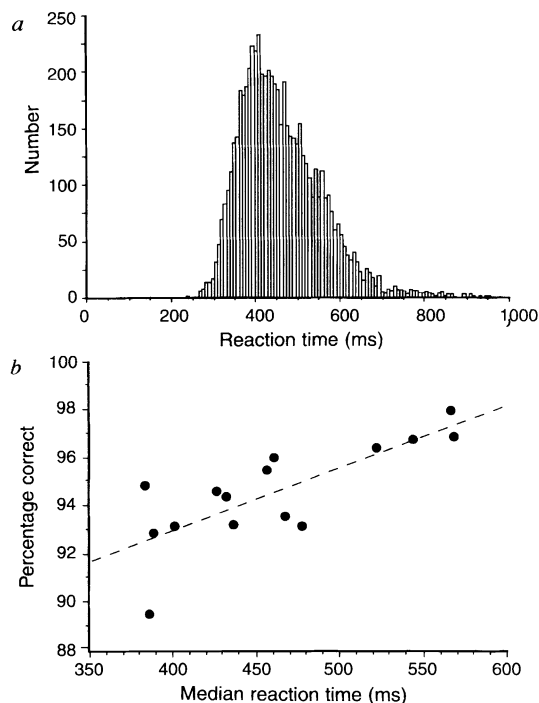 a
250
200
150
100
50
0
Number
0 200 400 600 800 1,000
Reaction time (ms)
b
100
98
96
94
92
90
88
Percentage correct
350 400 450 500 550 600
Median reaction time (ms)